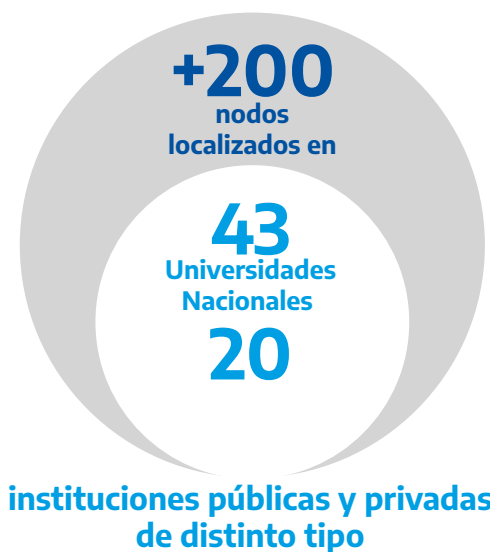 +200
nodos
localizados en
43
Universidades
Nacionales
20
instituciones públicas y privadas
de distinto tipo